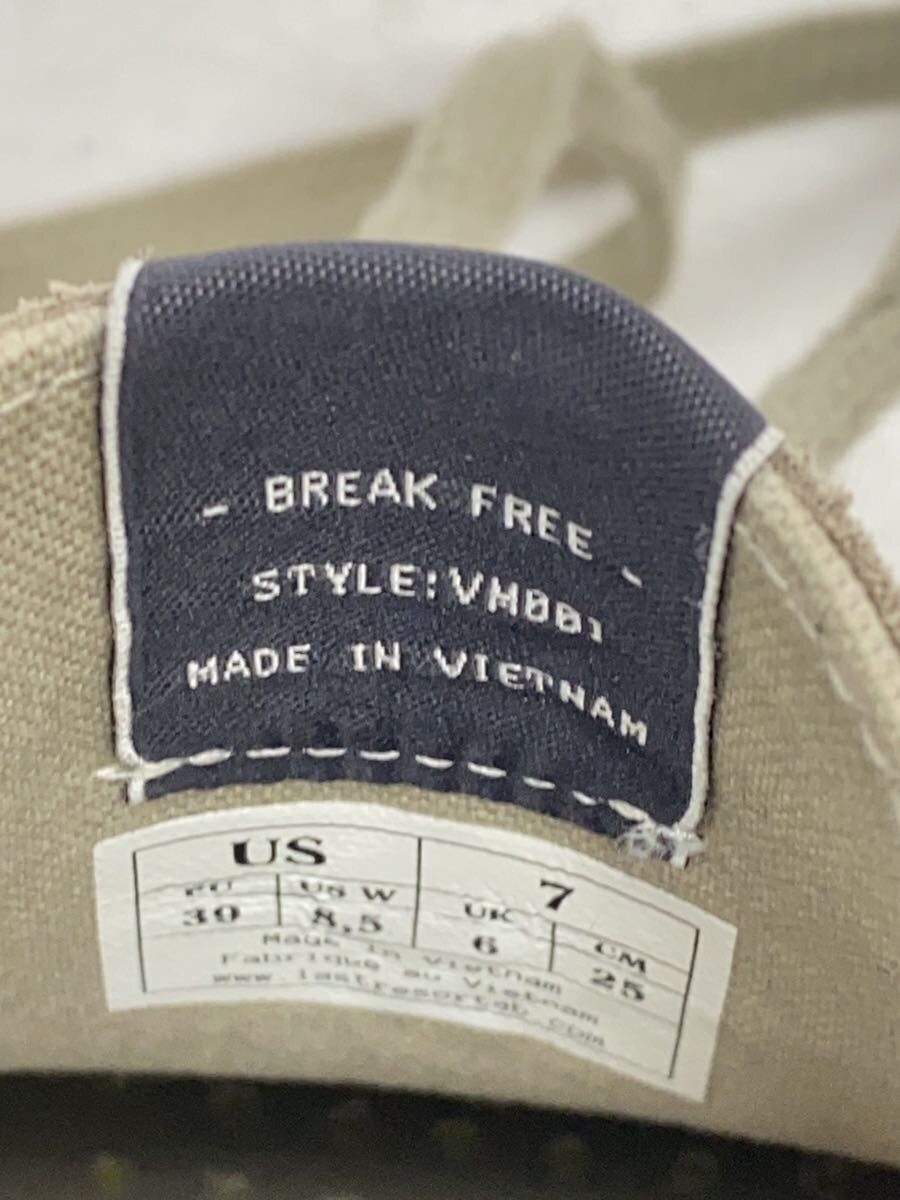 - BREAK FREE -
STYLE:VM001
MADE IN VIETNAM
US 7
EU US W UK CM
39 8,5 6 25
Made in Vietnam
Fabriqué au Vietnam
www.lastresortab.com